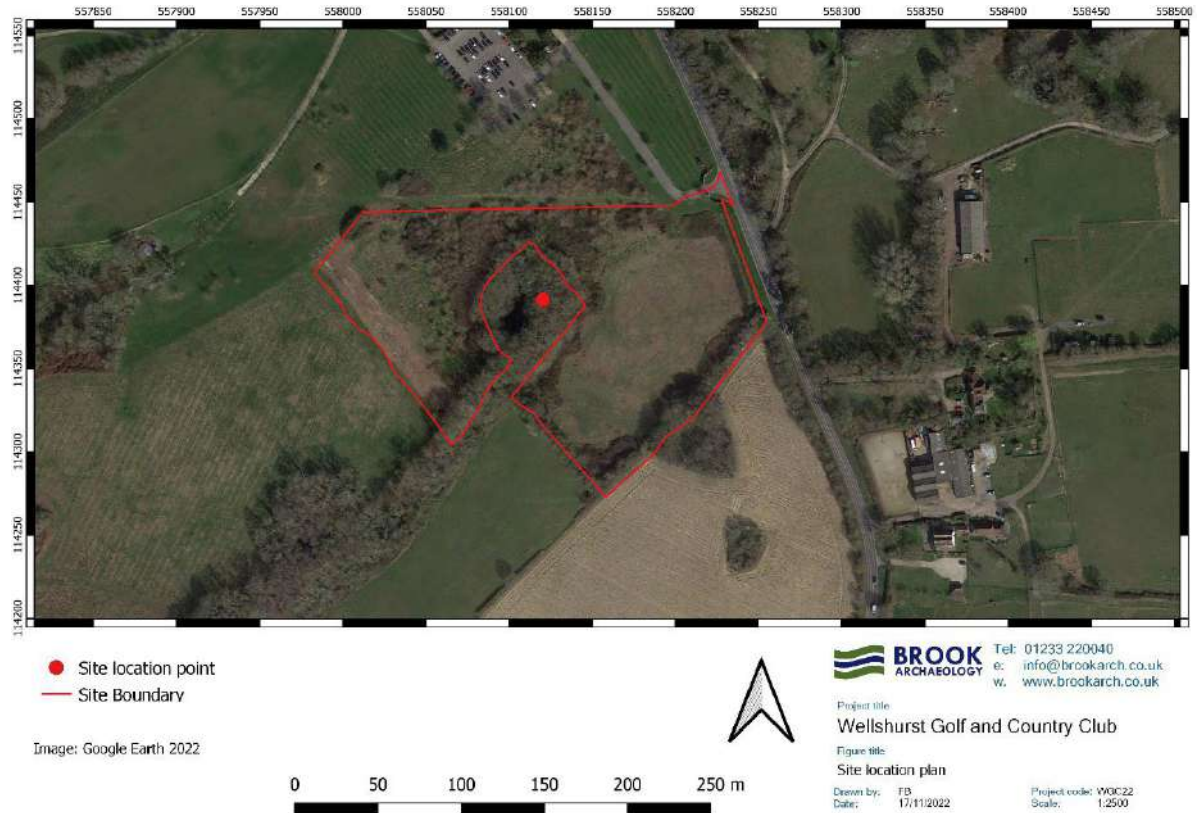 557850 557900 557950 558000 558050 558100 558150 558200 558250 558300 558350 558400 558450 558500
114550
114500
114450
114400
114350
114300
114250
114200
Site location point
Site Boundary
Image: Google Earth 2022
0 50 100 150 200 250 m
BROOK
ARCHAEOLOGY
Tel: 01233 220040
e: info@brookarch.co.uk
w. www.brookarch.co.uk
Project title
Wellshurst Golf and Country Club
Figure title
Site location plan
Drawn by: FB
Date: 17/11/2022
Project code: WGC22
Scale: 1:2500